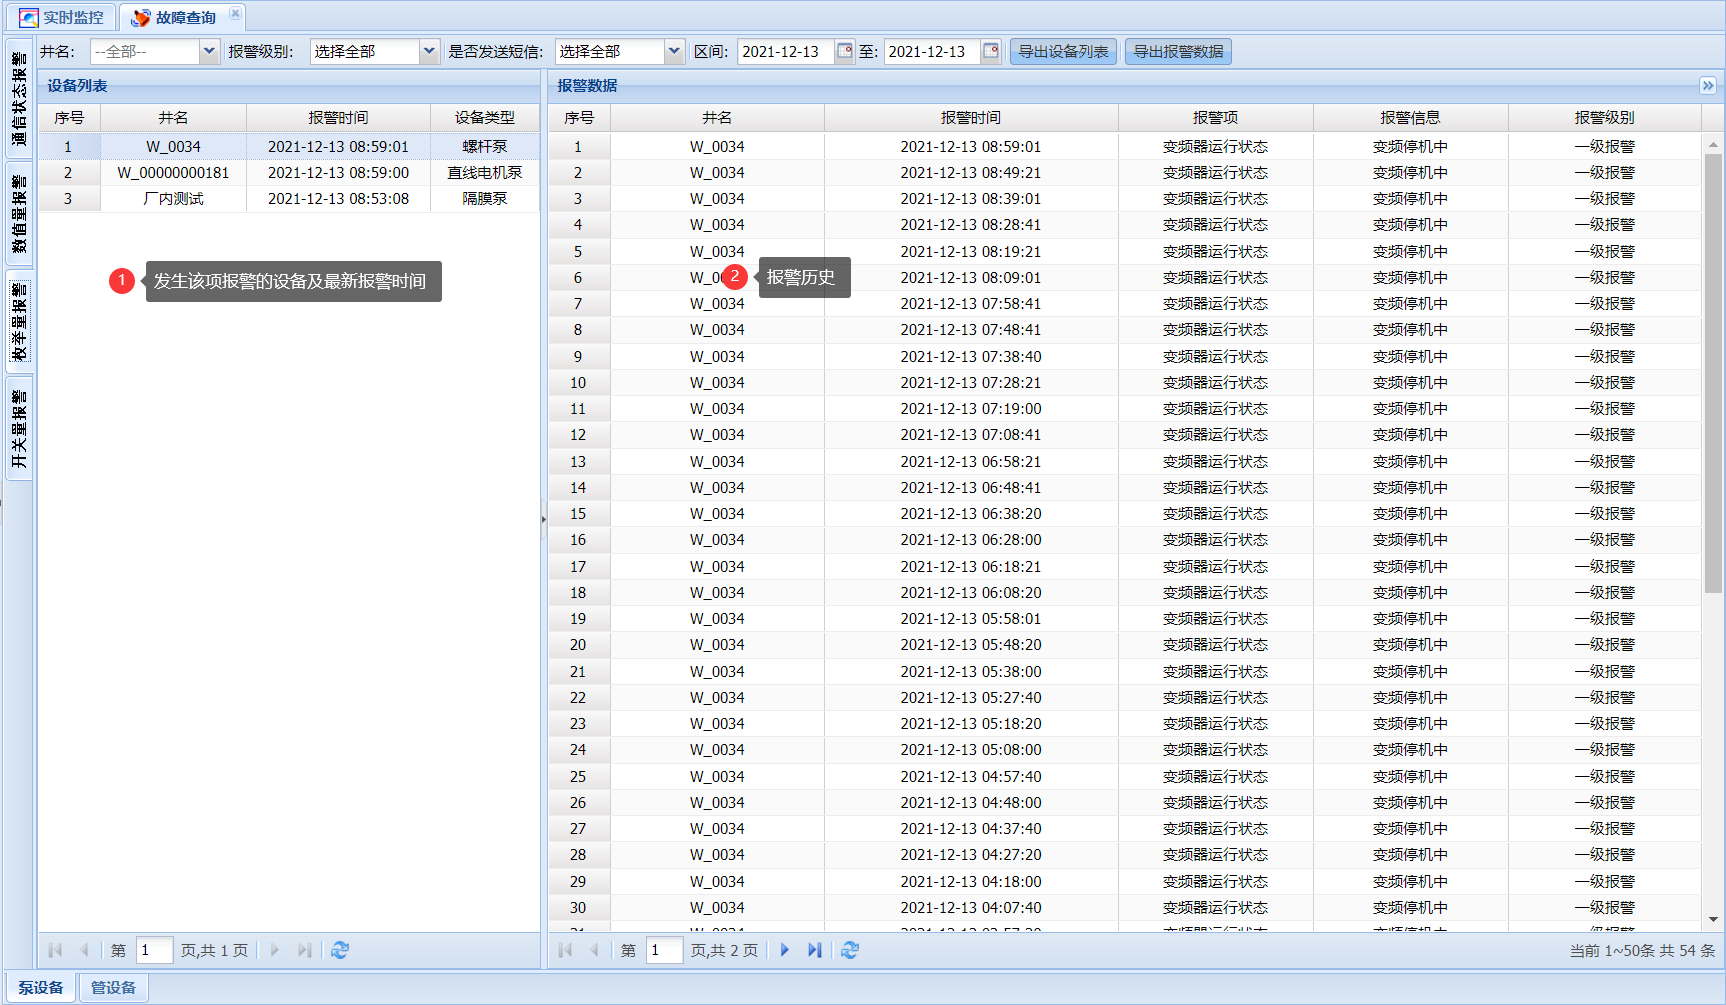 实时监控 故障查询
井名: --全部-- 报警级别: 选择全部 是否发送短信: 选择全部 区间: 2021-12-13 至: 2021-12-13 导出设备列表 导出报警数据
通信状态报警
数值量报警
枚举量报警
开关量报警
设备列表
序号 井名 报警时间 设备类型
1 W_0034 2021-12-13 08:59:01 螺杆泵
2 W_00000000181 2021-12-13 08:59:00 直线电机泵
3 厂内测试 2021-12-13 08:53:08 隔膜泵
1 发生该项报警的设备及最新报警时间
第 1 页,共 1 页
报警数据
序号 井名 报警时间 报警项 报警信息 报警级别
1 W_0034 2021-12-13 08:59:01 变频器运行状态 变频停机中 一级报警
2 W_0034 2021-12-13 08:49:21 变频器运行状态 变频停机中 一级报警
3 W_0034 2021-12-13 08:39:01 变频器运行状态 变频停机中 一级报警
4 W_0034 2021-12-13 08:28:41 变频器运行状态 变频停机中 一级报警
5 W_0034 2021-12-13 08:19:21 变频器运行状态 变频停机中 一级报警
6 W_0 2021-12-13 08:09:01 变频器运行状态 变频停机中 一级报警
2 报警历史
7 W_0034 2021-12-13 07:58:41 变频器运行状态 变频停机中 一级报警
8 W_0034 2021-12-13 07:48:41 变频器运行状态 变频停机中 一级报警
9 W_0034 2021-12-13 07:38:40 变频器运行状态 变频停机中 一级报警
10 W_0034 2021-12-13 07:28:21 变频器运行状态 变频停机中 一级报警
11 W_0034 2021-12-13 07:19:00 变频器运行状态 变频停机中 一级报警
12 W_0034 2021-12-13 07:08:41 变频器运行状态 变频停机中 一级报警
13 W_0034 2021-12-13 06:58:21 变频器运行状态 变频停机中 一级报警
14 W_0034 2021-12-13 06:48:41 变频器运行状态 变频停机中 一级报警
15 W_0034 2021-12-13 06:38:20 变频器运行状态 变频停机中 一级报警
16 W_0034 2021-12-13 06:28:00 变频器运行状态 变频停机中 一级报警
17 W_0034 2021-12-13 06:18:21 变频器运行状态 变频停机中 一级报警
18 W_0034 2021-12-13 06:08:20 变频器运行状态 变频停机中 一级报警
19 W_0034 2021-12-13 05:58:01 变频器运行状态 变频停机中 一级报警
20 W_0034 2021-12-13 05:48:20 变频器运行状态 变频停机中 一级报警
21 W_0034 2021-12-13 05:38:00 变频器运行状态 变频停机中 一级报警
22 W_0034 2021-12-13 05:27:40 变频器运行状态 变频停机中 一级报警
23 W_0034 2021-12-13 05:18:20 变频器运行状态 变频停机中 一级报警
24 W_0034 2021-12-13 05:08:00 变频器运行状态 变频停机中 一级报警
25 W_0034 2021-12-13 04:57:40 变频器运行状态 变频停机中 一级报警
26 W_0034 2021-12-13 04:48:00 变频器运行状态 变频停机中 一级报警
27 W_0034 2021-12-13 04:37:40 变频器运行状态 变频停机中 一级报警
28 W_0034 2021-12-13 04:27:20 变频器运行状态 变频停机中 一级报警
29 W_0034 2021-12-13 04:18:00 变频器运行状态 变频停机中 一级报警
30 W_0034 2021-12-13 04:07:40 变频器运行状态 变频停机中 一级报警
第 1 页,共 2 页 当前 1~50条 共 54 条
泵设备 管设备